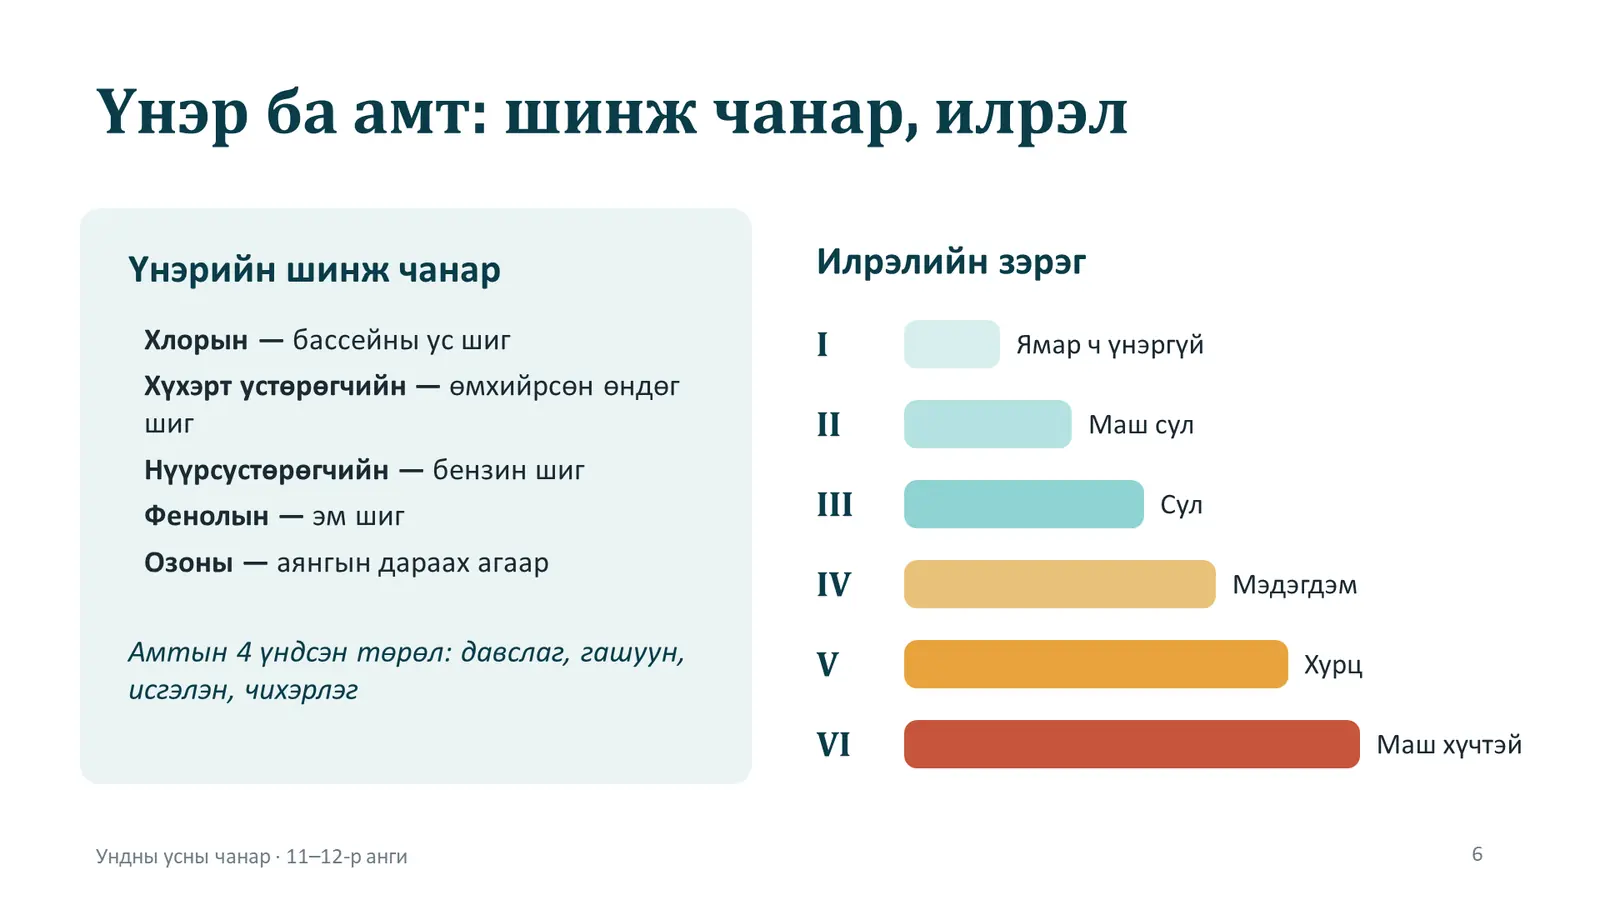 Үнэр ба амт: шинж чанар, илрэл
Үнэрийн шинж чанар
Хлорын — бассейны ус шиг
Хүхэрт устөрөгчийн — өмхийрсөн өндөг
шиг
Нүүрсустөрөгчийн — бензин шиг
Фенолын — эм шиг
Озоны — аянгын дараах агаар
Амтын 4 үндсэн төрөл: давслаг, гашуун,
исгэлэн, чихэрлэг
Илрэлийн зэрэг
I Ямар ч үнэргүй
II Маш сул
III Сул
IV Мэдэгдэм
V Хурц
VI Маш хүчтэй
Ундны усны чанар · 11–12-р анги
6